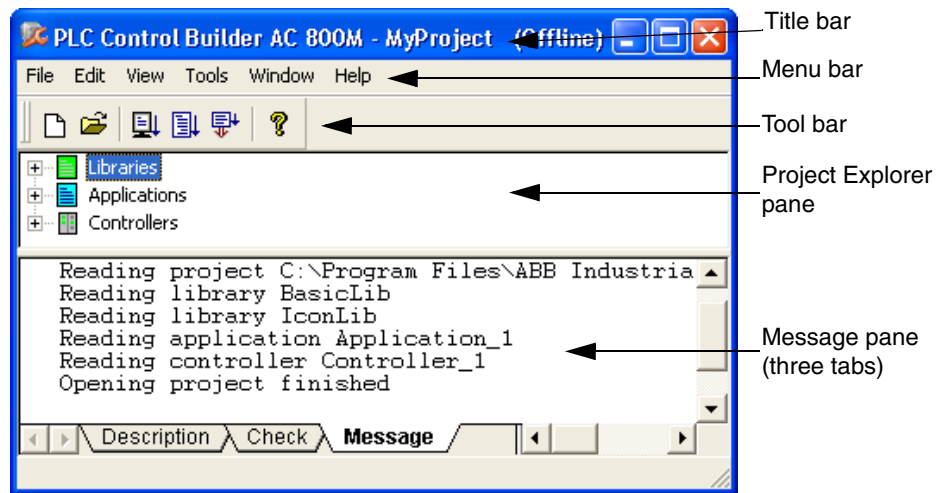 PLC Control Builder AC 800M - MyProject (Offline)
Title bar
File Edit View Tools Window Help
Menu bar
Tool bar
Libraries
Applications
Controllers
Project Explorer
pane
Reading project C:\Program Files\ABB Industria
Reading library BasicLib
Reading library IconLib
Reading application Application_1
Reading controller Controller_1
Opening project finished
Message pane
(three tabs)
Description Check Message